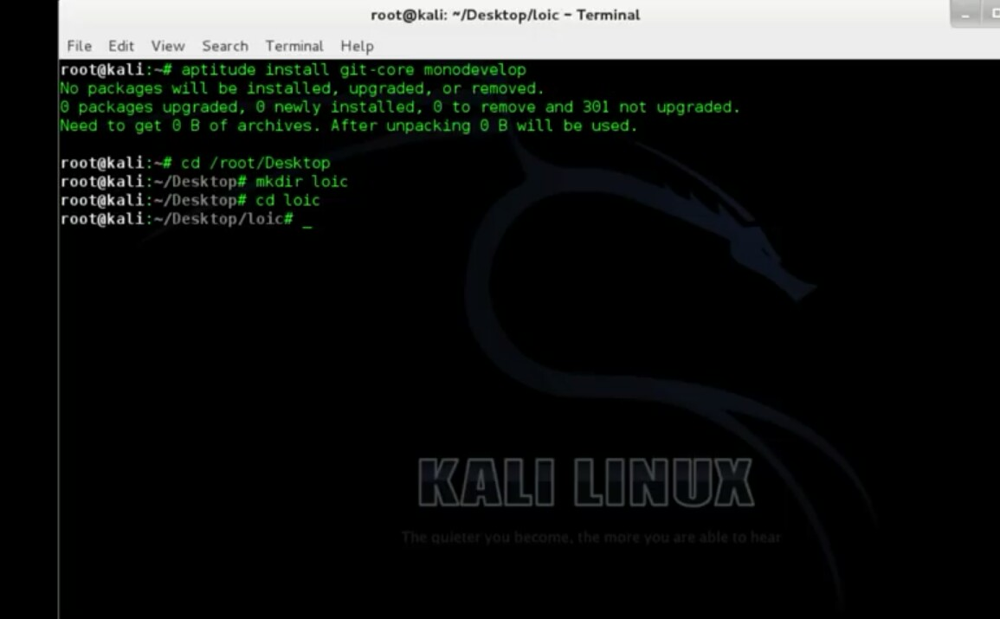 root@kali: ~/Desktop/loic - Terminal
File Edit View Search Terminal Help
root@kali:~# aptitude install git-core monodevelop
No packages will be installed, upgraded, or removed.
0 packages upgraded, 0 newly installed, 0 to remove and 301 not upgraded.
Need to get 0 B of archives. After unpacking 0 B will be used.
root@kali:~# cd /root/Desktop
root@kali:~/Desktop# mkdir loic
root@kali:~/Desktop# cd loic
root@kali:~/Desktop/loic# _
KALI LINUX
The quieter you become, the more you are able to hear